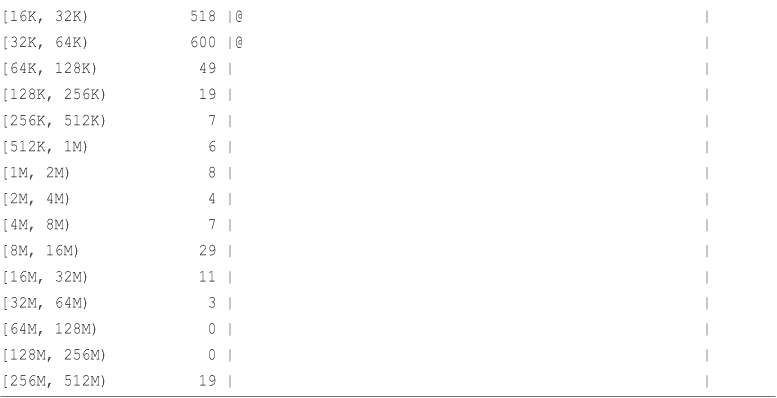 [16K, 32K)            518 |@                                                    |
[32K, 64K)            600 |@                                                    |
[64K, 128K)            49 |                                                     |
[128K, 256K)           19 |                                                     |
[256K, 512K)            7 |                                                     |
[512K, 1M)              6 |                                                     |
[1M, 2M)                8 |                                                     |
[2M, 4M)                4 |                                                     |
[4M, 8M)                7 |                                                     |
[8M, 16M)              29 |                                                     |
[16M, 32M)             11 |                                                     |
[32M, 64M)              3 |                                                     |
[64M, 128M)             0 |                                                     |
[128M, 256M)            0 |                                                     |
[256M, 512M)           19 |                                                     |